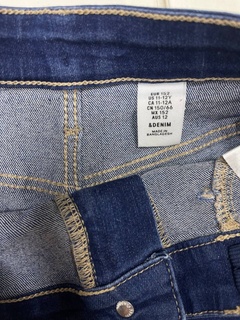 EUR 152
US 11-12Y
CA 11-12A
CN 150/66
MX 152
AUS 12
&DENIM
MADE IN
BANGLADESH